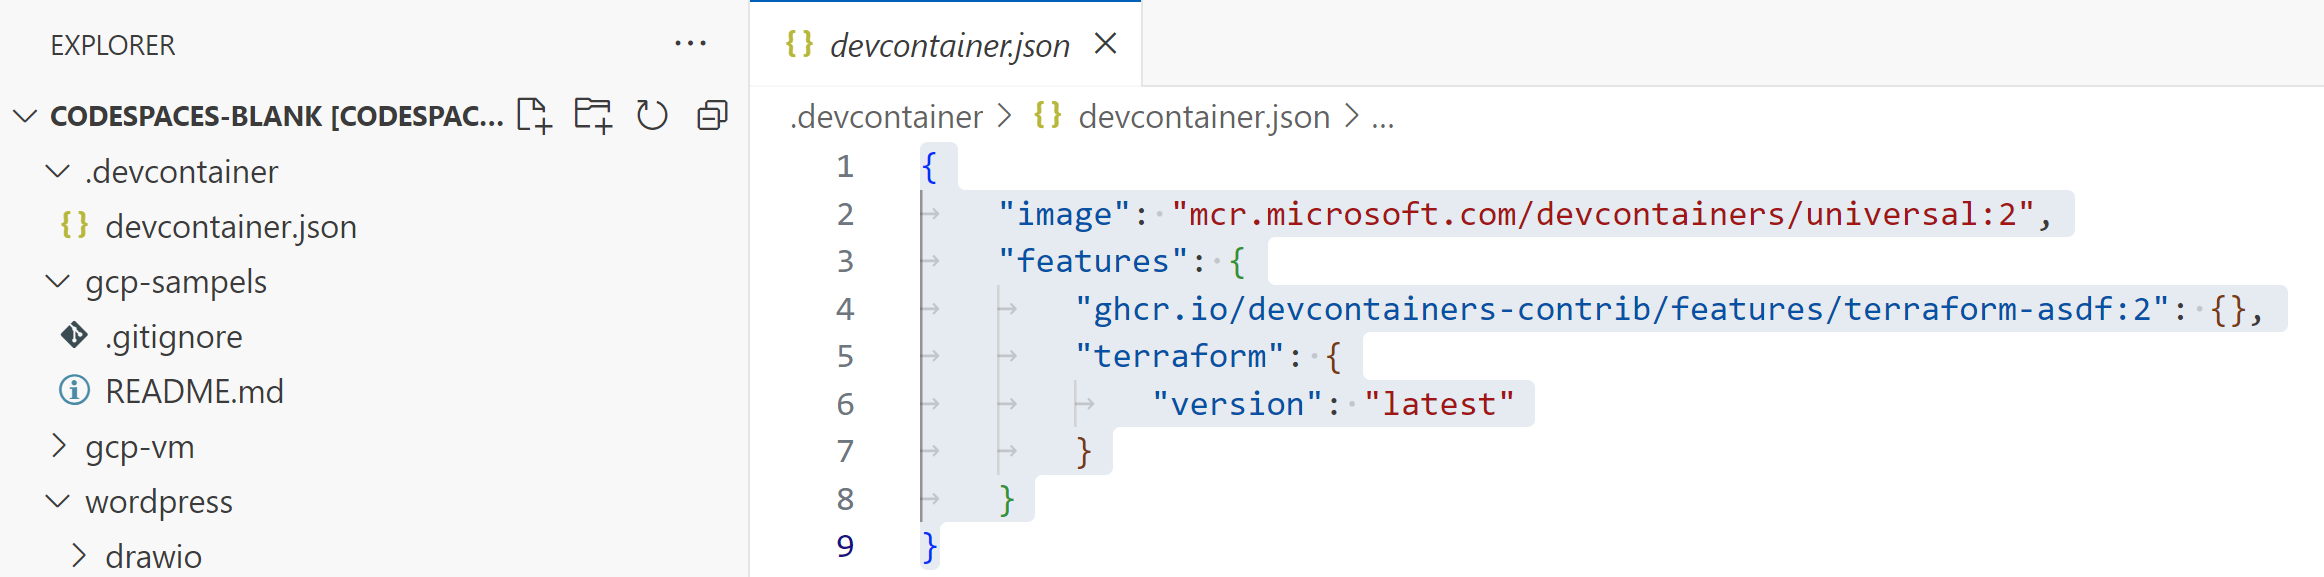 EXPLORER
CODESPACES-BLANK [CODESPAC...
.devcontainer
devcontainer.json
gcp-sampels
.gitignore
README.md
gcp-vm
wordpress
drawio
devcontainer.json
.devcontainer > {} devcontainer.json > ...
1 {
2 "image": "mcr.microsoft.com/devcontainers/universal:2",
3 "features": {
4 "ghcr.io/devcontainers-contrib/features/terraform-asdf:2": {},
5 "terraform": {
6 "version": "latest"
7 }
8 }
9 }